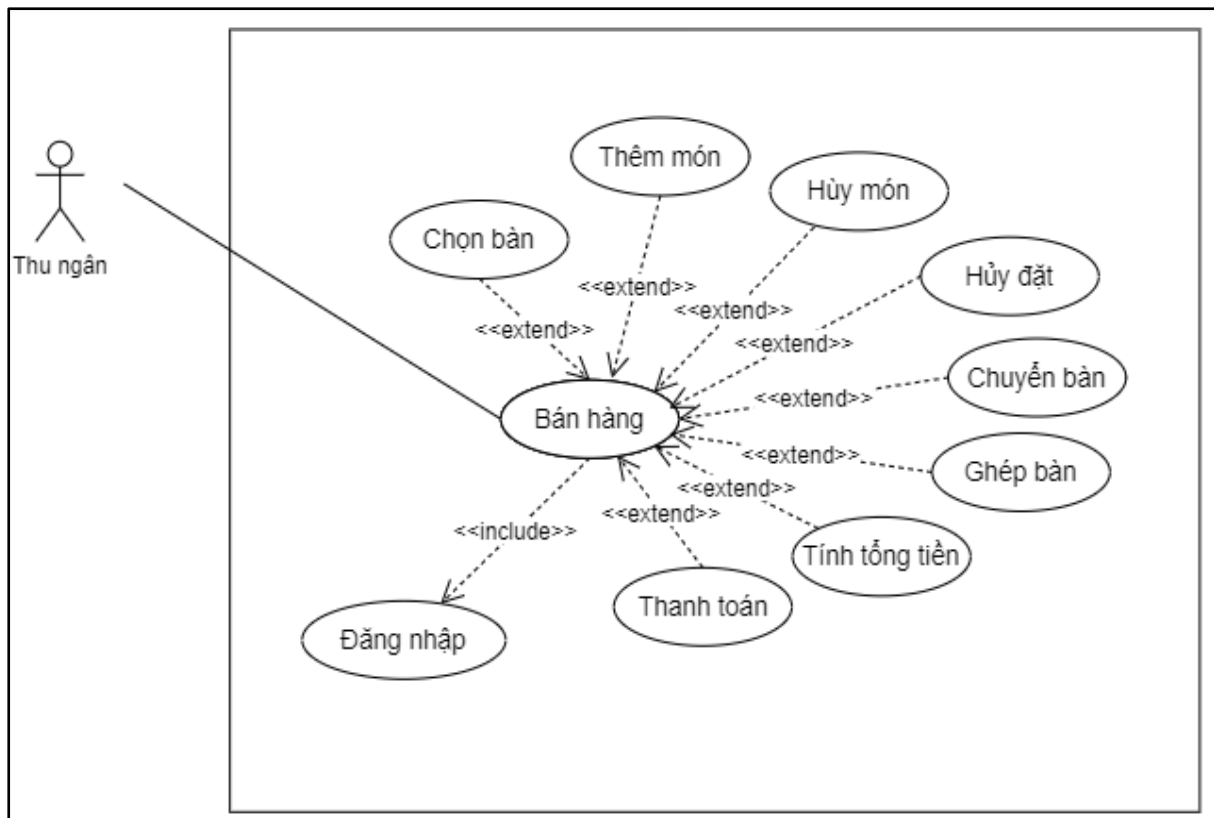 Thêm món
Hùy món
Chọn bàn
Thu ngân
Hủy đặt
<<extend>>
<<extend>>
<<extend>>
<<extend>>
Chuyển bàn
<<extend>>
Bán hàng
<<extend>>
Ghép bàn
<<extend>>
<<extend>>
<<include>>
Tính tổng tiền
Thanh toán
Đăng nhập